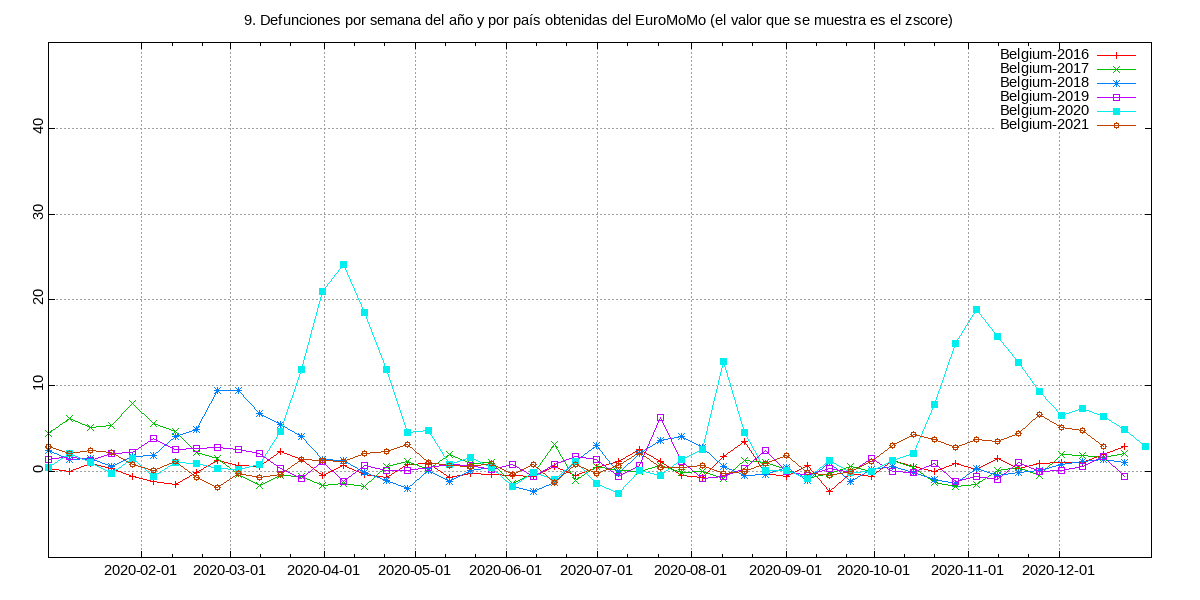 9. Defunciones por semana del año y por país obtenidas del EuroMoMo (el valor que se muestra es el zscore)
Belgium-2016
Belgium-2017
Belgium-2018
Belgium-2019
Belgium-2020
Belgium-2021
40
30
20
10
0
2020-02-01 2020-03-01 2020-04-01 2020-05-01 2020-06-01 2020-07-01 2020-08-01 2020-09-01 2020-10-01 2020-11-01 2020-12-01